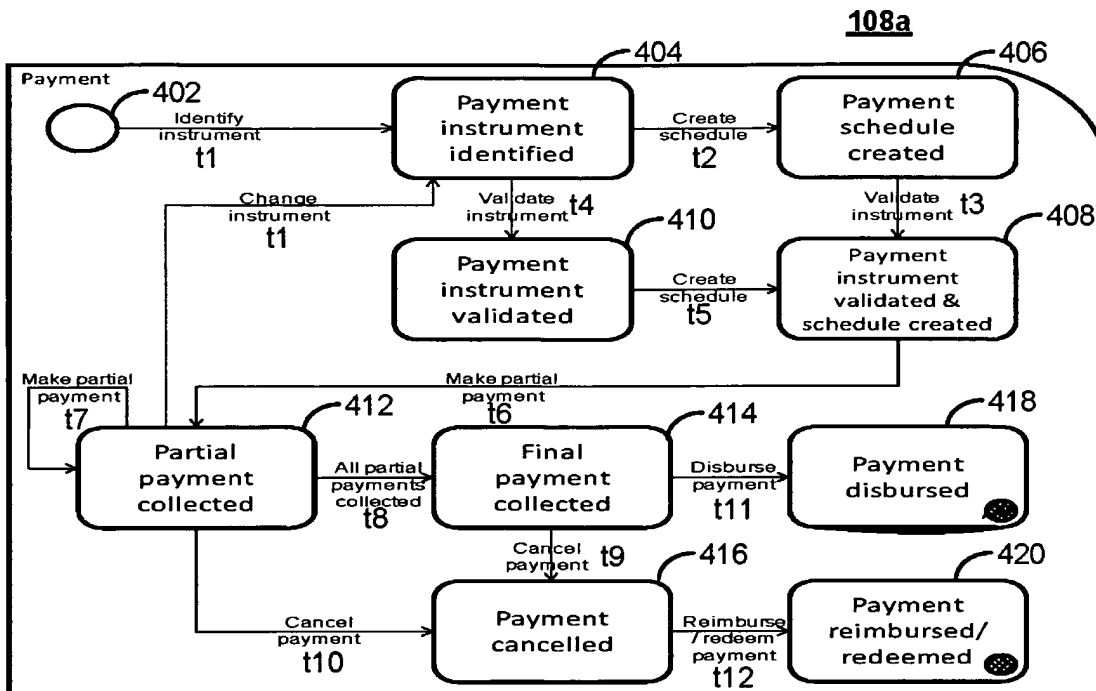 108a
Payment
402
404
406
Identify
instrument
t1
Payment
instrument
identified
Create
schedule
t2
Payment
schedule
created
Change
instrument
t1
Validate
instrument
t4
410
Validate
instrument
t3
408
Payment
instrument
validated
Create
schedule
t5
Payment
instrument
validated &
schedule created
Make partial
payment
t7
Make partial
payment
t6
412
414
418
Partial
payment
collected
All partial
payments
collected
t8
Final
payment
collected
Disburse
payment
t11
Payment
disbursed
Cancel
payment
t9
416
420
Cancel
payment
t10
Payment
cancelled
Reimburse
/redeem
payment
t12
Payment
reimbursed/
redeemed